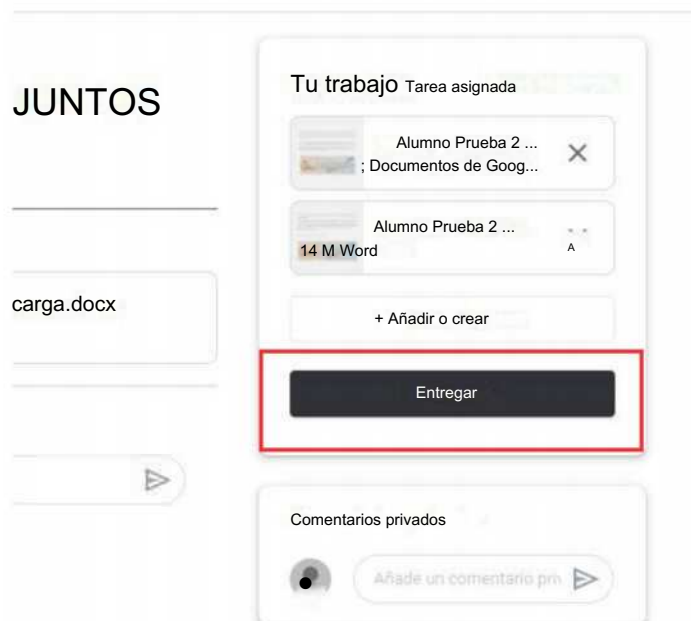 JUNTOS
carga.docx
Tu trabajo Tarea asignada
Alumno Prueba 2 ...
; Documentos de Goog...
Alumno Prueba 2 ...
14 M Word
A
+ Añadir o crear
Entregar
Comentarios privados
Añade un comentario pri